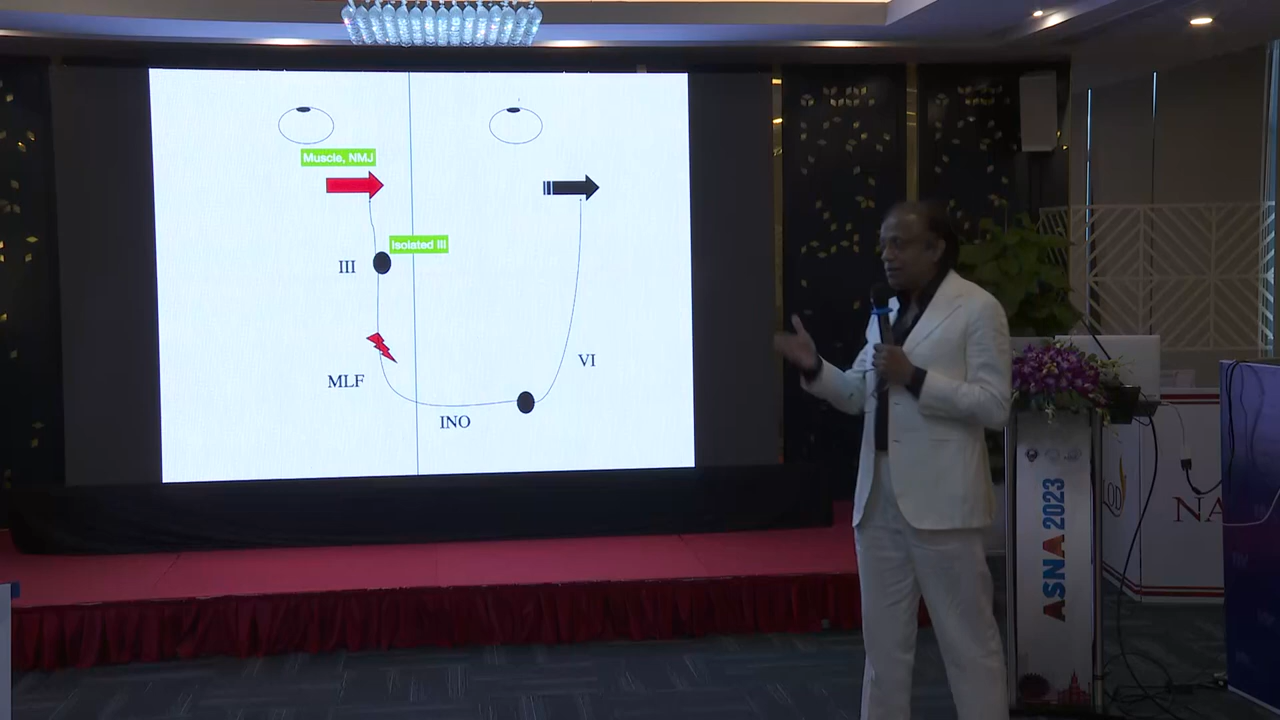 Muscle, NMJ
Isolated III
III
MLF
VI
INO
ASNA 2023
NA